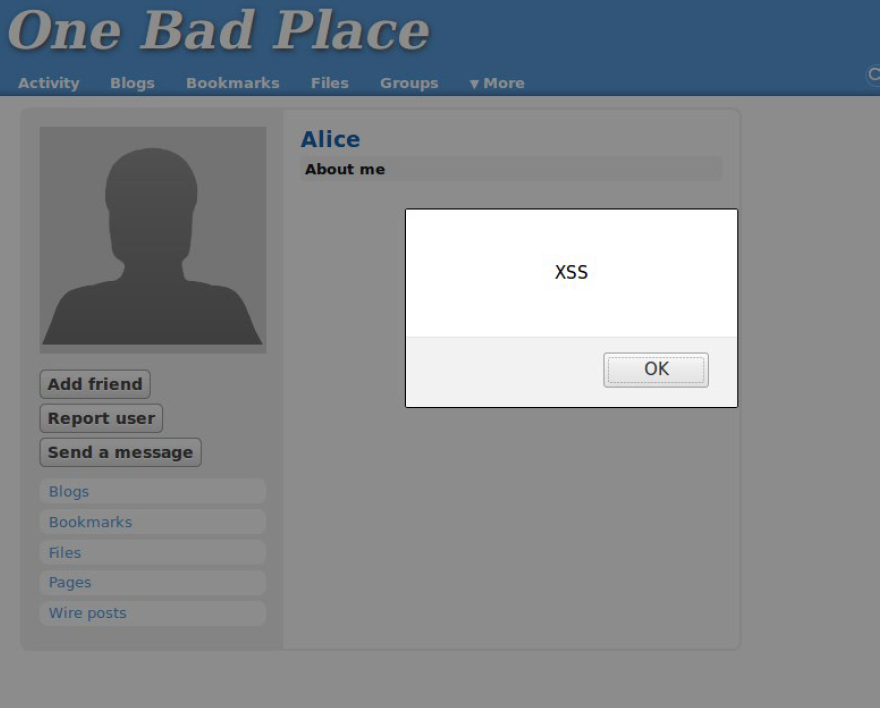 One Bad Place
Activity Blogs Bookmarks Files Groups ▼ More
Alice
About me
XSS
OK
Add friend
Report user
Send a message
Blogs
Bookmarks
Files
Pages
Wire posts